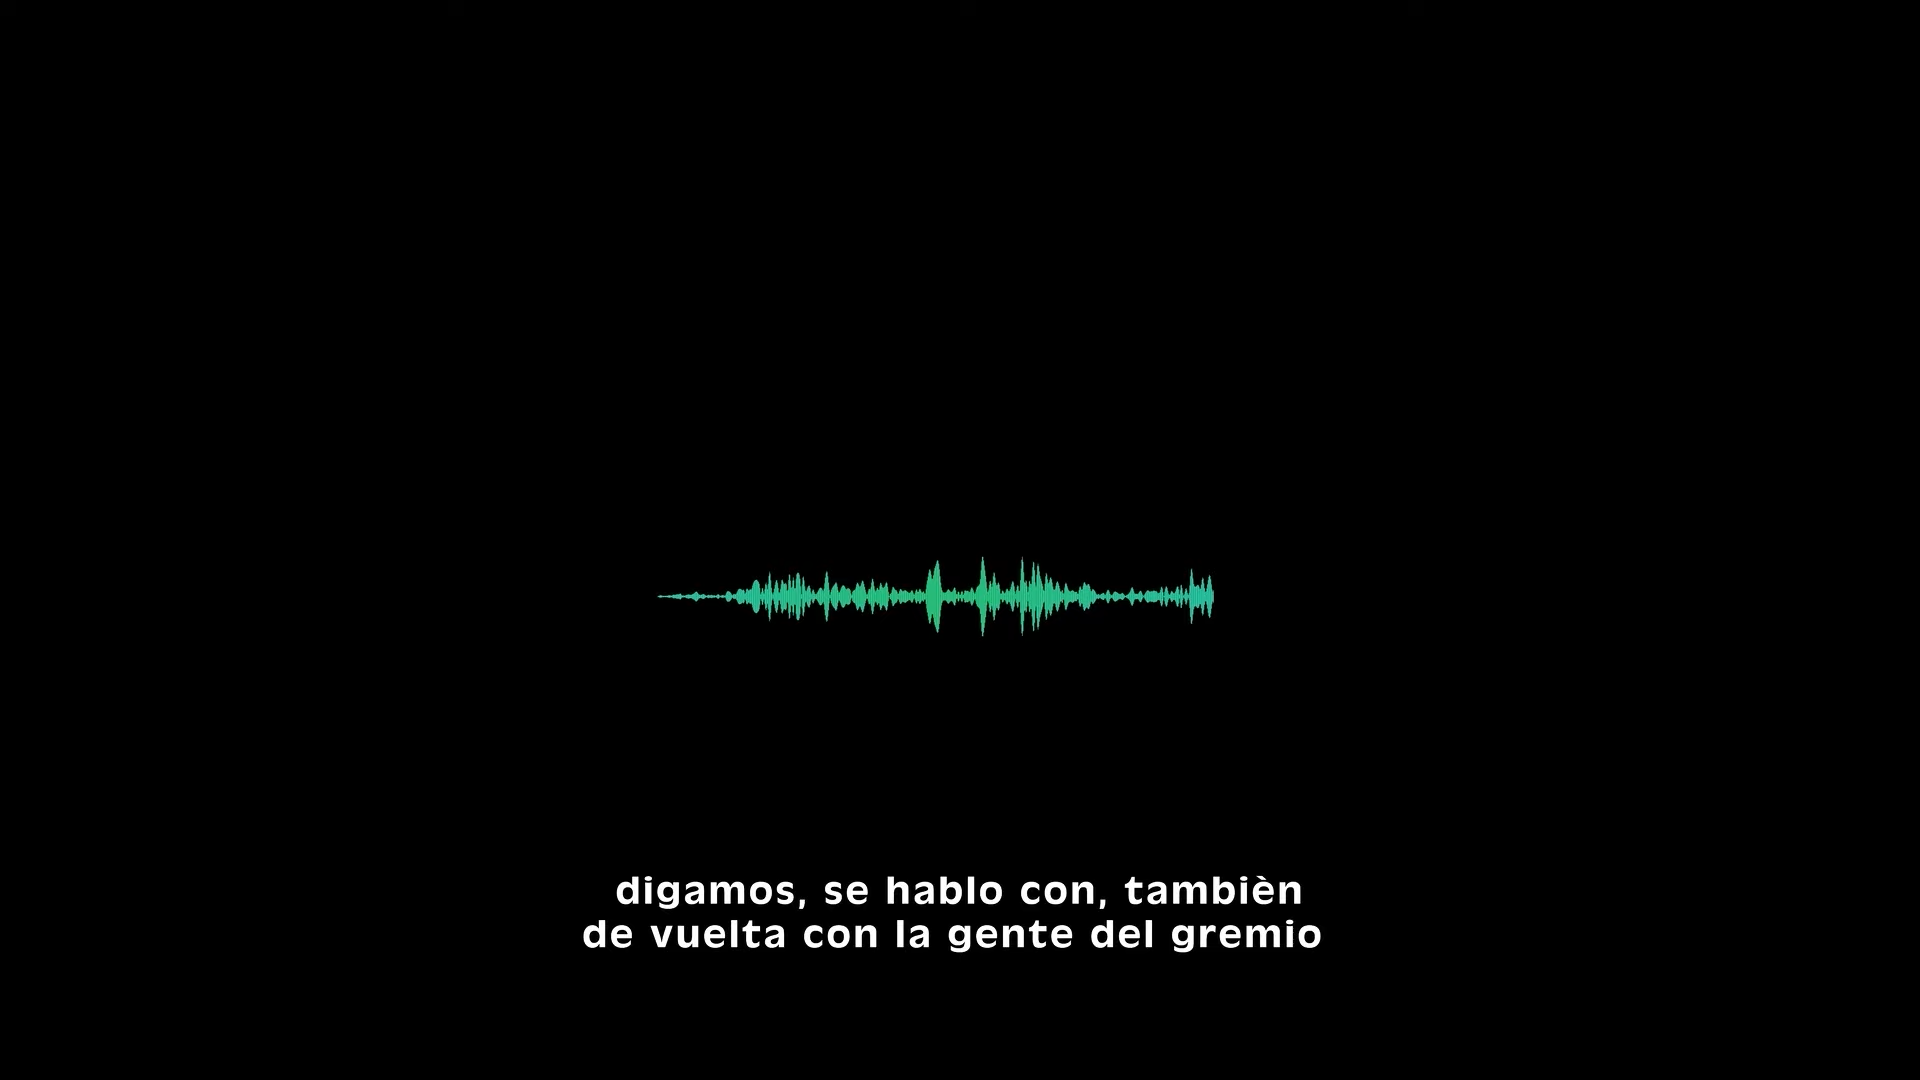 digamos, se hablo con, tambièn
de vuelta con la gente del gremio